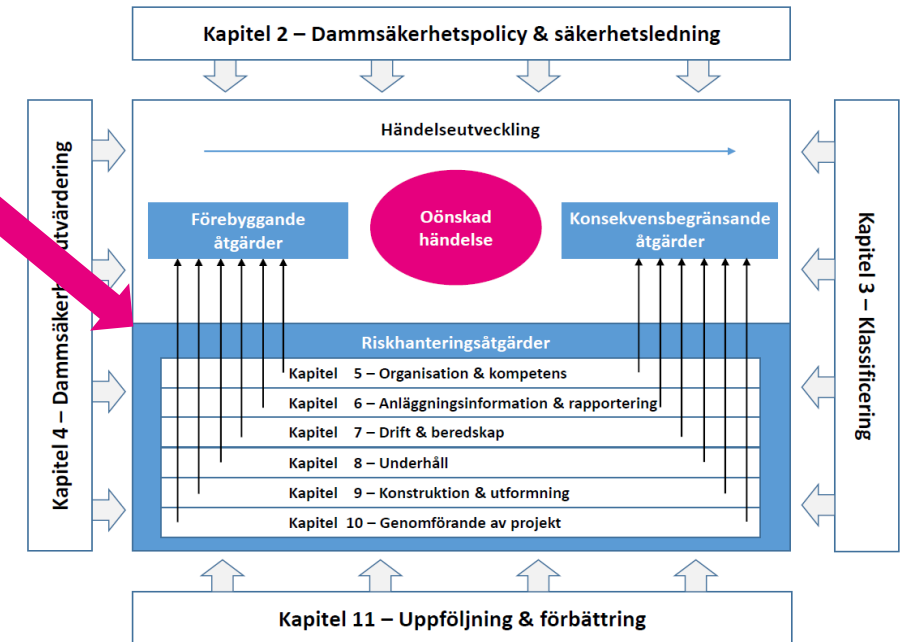 Kapitel 2 – Dammsäkerhetspolicy & säkerhetsledning
Kapitel 4 – Dammsäkerh utvärdering
Händelseutveckling
Förebyggande
åtgärder
Oönskad
händelse
Konsekvensbegränsande
åtgärder
Riskhanteringsåtgärder
Kapitel 5 – Organisation & kompetens
Kapitel 6 – Anläggningsinformation & rapportering
Kapitel 7 – Drift & beredskap
Kapitel 8 – Underhåll
Kapitel 9 – Konstruktion & utformning
Kapitel 10 – Genomförande av projekt
Kapitel 3 – Klassificering
Kapitel 11 – Uppföljning & förbättring